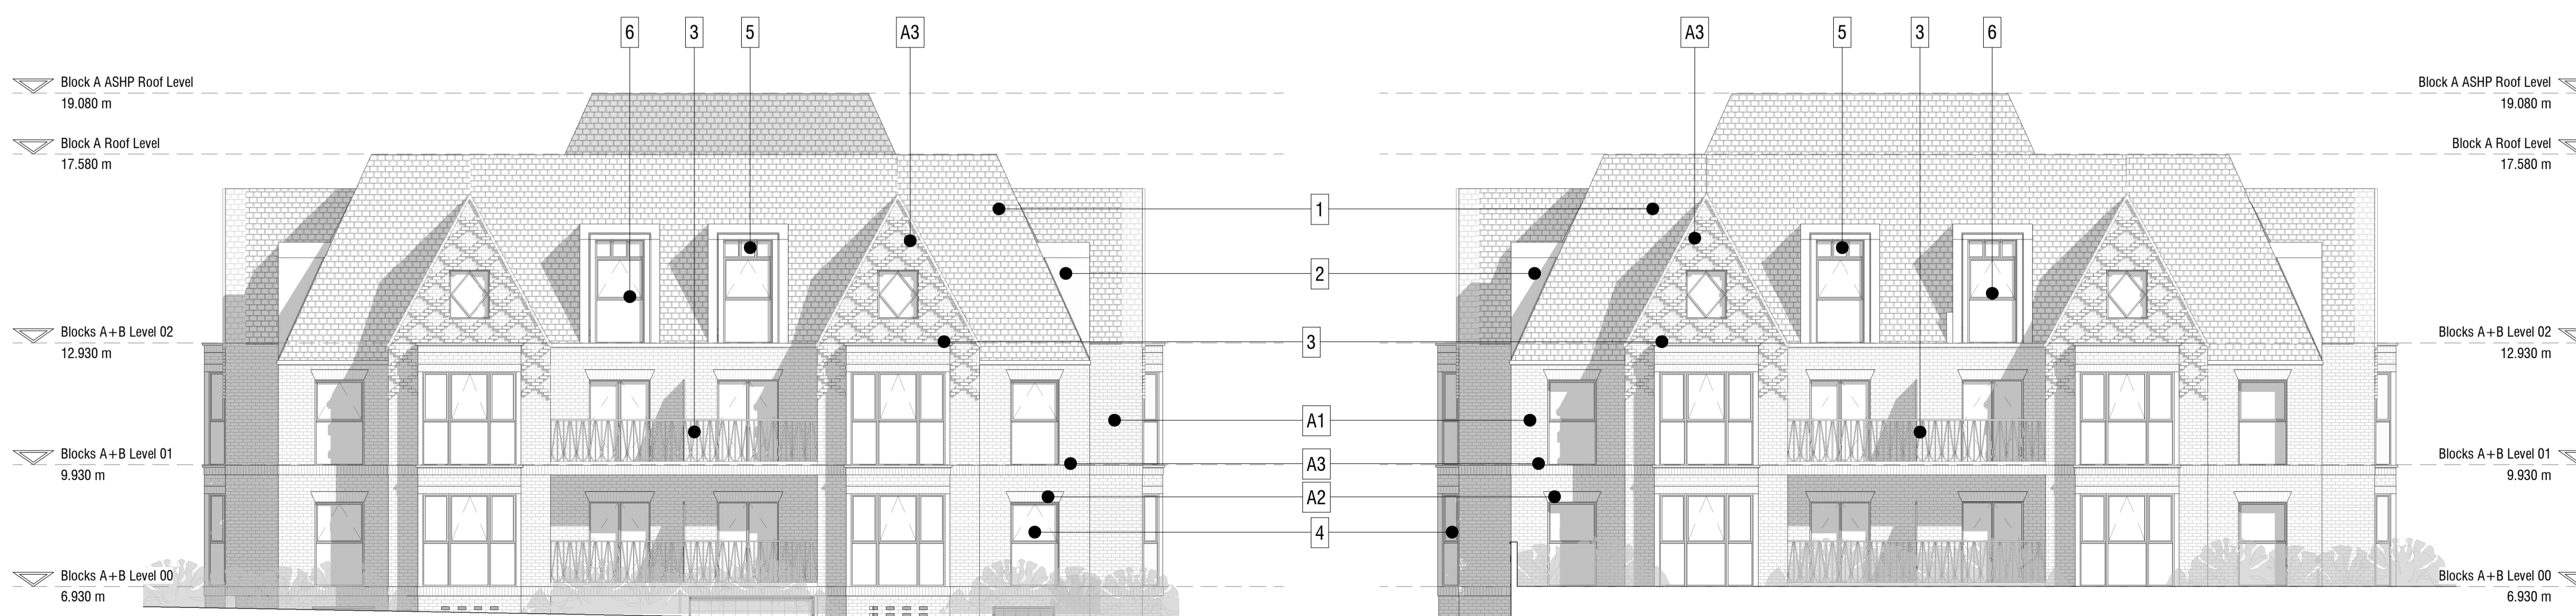 6 3 5 A3 A3 5 3 6
Block A ASHP Roof Level
19.080 m
Block A ASHP Roof Level
19.080 m
Block A Roof Level
17.580 m
Block A Roof Level
17.580 m
1
2
Blocks A+B Level 02
12.930 m
3
Blocks A+B Level 02
12.930 m
A1
Blocks A+B Level 01
9.930 m
A3
Blocks A+B Level 01
9.930 m
A2
4
Blocks A+B Level 00
6.930 m
Blocks A+B Level 00
6.930 m